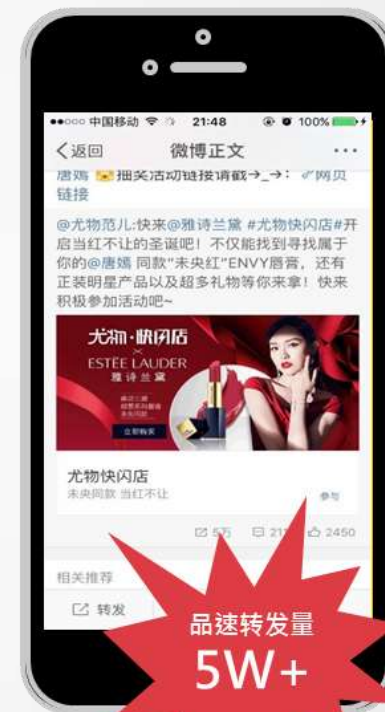 中国移动 21:48 100%
返回 微博正文 ...
唐嫣 抽奖活动链接请戳→_→: 网页
链接
@尤物范儿:快来@雅诗兰黛 #尤物快闪店#开
启当红不让的圣诞吧！不仅能找到寻找属于
你的@唐嫣 同款“未央红”ENVY唇膏，还有
正装明星产品以及超多礼物等你来拿！快来
积极参加活动吧~
尤物·快闪店
×
ESTĒE LAUDER
雅诗兰黛
立即购买
尤物快闪店
未央同款 当红不让
参与
5万 211 2450
相关推荐
转发
品速转发量
5W+